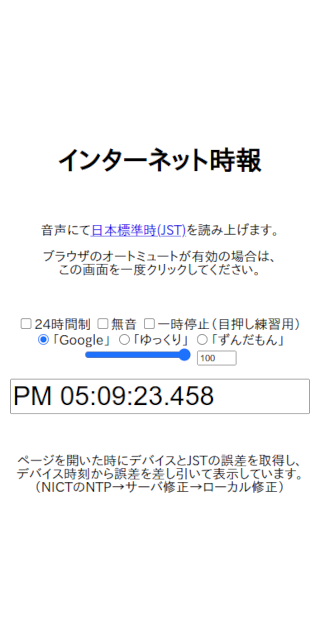 インターネット時報
音声にて日本標準時(JST)を読み上げます。
ブラウザのオートミュートが有効の場合は、
この画面を一度クリックしてください。
24時間制 無音 一時停止（目押し練習用）
「Google」 「ゆっくり」 「ずんだもん」
100
PM 05:09:23.458
ページを開いた時にデバイスとJSTの誤差を取得し、
デバイス時刻から誤差を差し引いて表示しています。
（NICTのNTP→サーバ修正→ローカル修正）